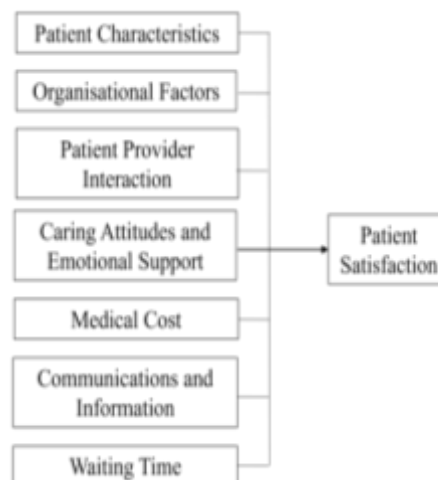 Patient Characteristics
Organisational Factors
Patient Provider
Interaction
Caring Attitudes and
Emotional Support
Patient
Satisfaction
Medical Cost
Communications and
Information
Waiting Time